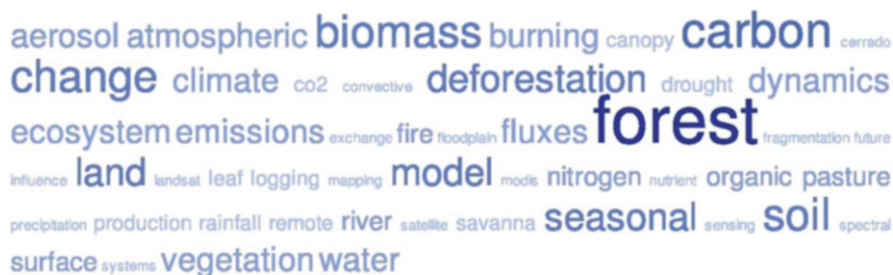 aerosol atmospheric biomass burning canopy carbon cerrado
change climate co2 convective deforestation drought dynamics
ecosystem emissions exchange fire floodplain fluxes forest fragmentation future
influence land landsat leaf logging mapping model modis nitrogen nutrient organic pasture
precipitation production rainfall remote river satellite savanna seasonal sensing soil spectral
surface systems vegetation water